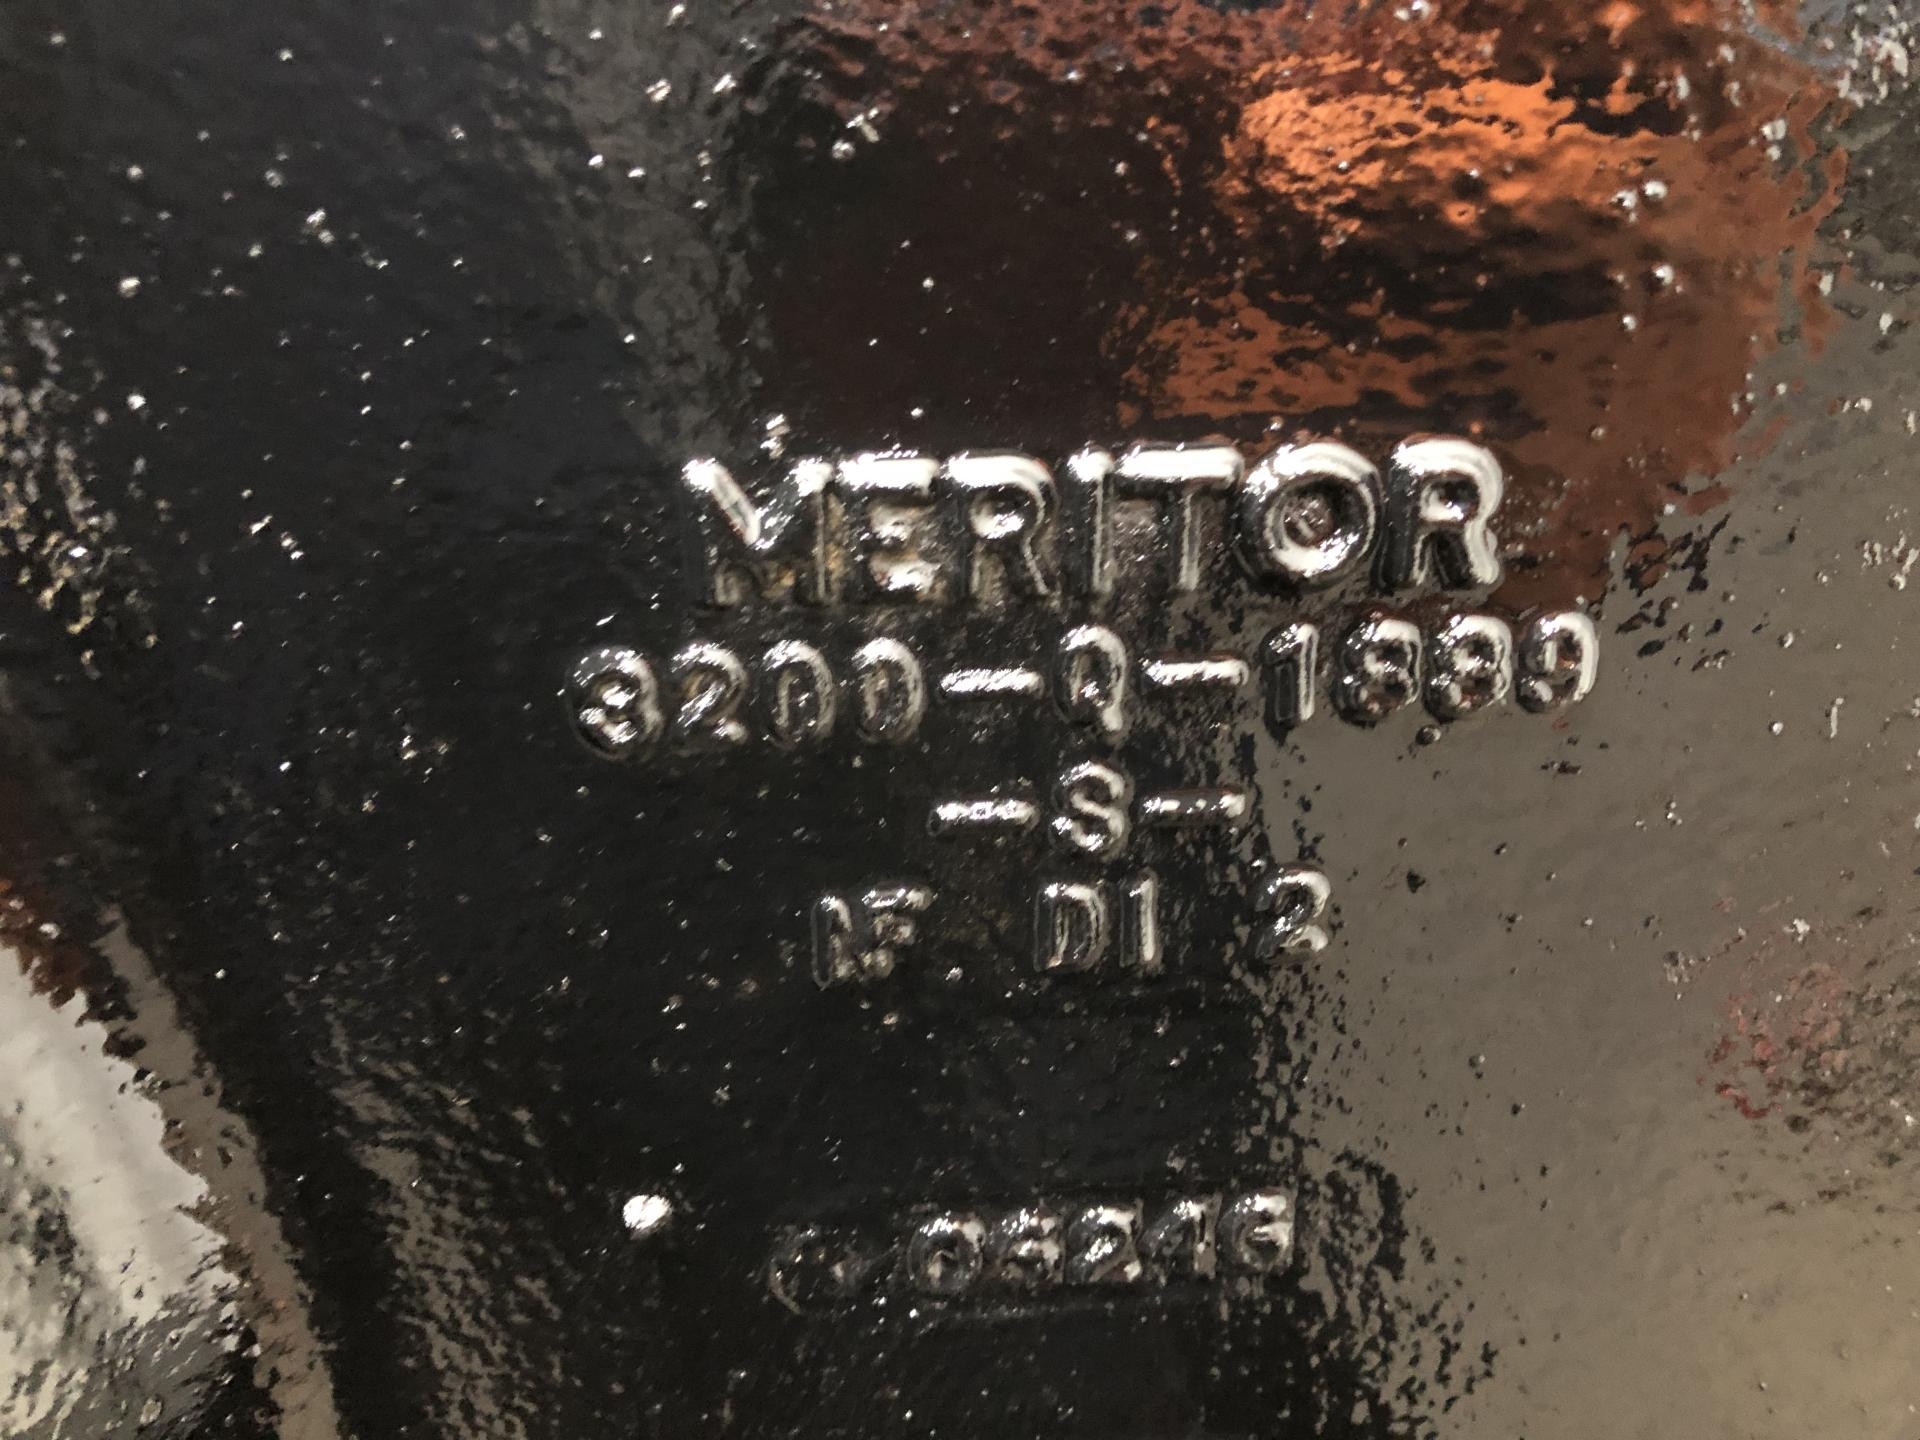 MERITOR
3200-Q-1889
-S-
NF D1 2